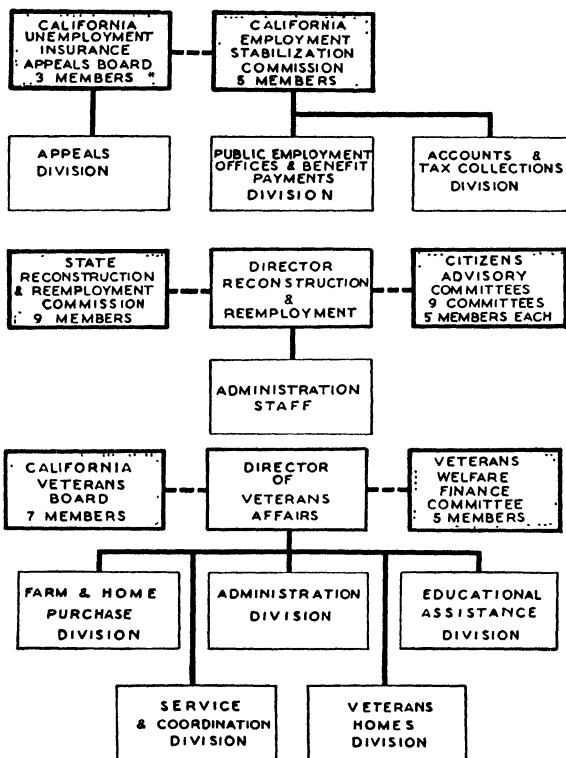 CALIFORNIA
UNEMPLOYMENT
INSURANCE
APPEALS BOARD
3 MEMBERS
CALIFORNIA
EMPLOYMENT
STABILIZATION
COMMISSION
5 MEMBERS
APPEALS
DIVISION
PUBLIC EMPLOYMENT
OFFICES & BENEFIT
PAYMENTS
DIVISION
ACCOUNTS &
TAX COLLECTIONS
DIVISION
STATE
RECONSTRUCTION
& REEMPLOYMENT
COMMISSION
9 MEMBERS
DIRECTOR
RECONSTRUCTION
&
REEMPLOYMENT
CITIZENS
ADVISORY
COMMITTEES
9 COMMITTEES
5 MEMBERS EACH
ADMINISTRATION
STAFF
CALIFORNIA
VETERANS
BOARD
7 MEMBERS
DIRECTOR
OF
VETERANS
AFFAIRS
VETERANS
WELFARE
FINANCE
COMMITTEE
5 MEMBERS
FARM & HOME
PURCHASE
DIVISION
ADMINISTRATION
DIVISION
EDUCATIONAL
ASSISTANCE
DIVISION
SERVICE
& COORDINATION
DIVISION
VETERANS
HOMES
DIVISION